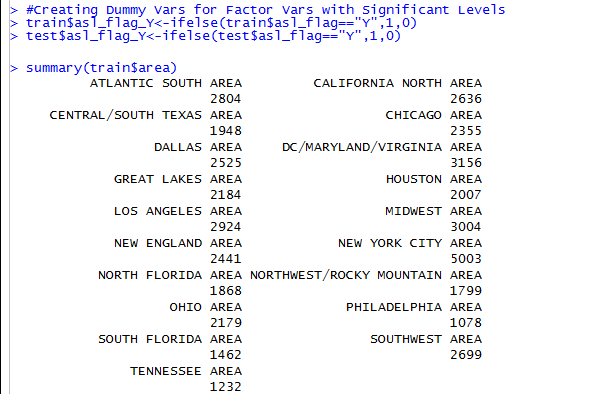 > #Creating Dummy Vars for Factor Vars with Significant Levels
> train$asl_flag_Y<-ifelse(train$asl_flag=="Y",1,0)
> test$asl_flag_Y<-ifelse(test$asl_flag=="Y",1,0)
> summary(train$area)
ATLANTIC SOUTH AREA CALIFORNIA NORTH AREA
2804 2636
CENTRAL/SOUTH TEXAS AREA CHICAGO AREA
1948 2355
DALLAS AREA DC/MARYLAND/VIRGINIA AREA
2525 3156
GREAT LAKES AREA HOUSTON AREA
2184 2007
LOS ANGELES AREA MIDWEST AREA
2924 3004
NEW ENGLAND AREA NEW YORK CITY AREA
2441 5003
NORTH FLORIDA AREA NORTHWEST/ROCKY MOUNTAIN AREA
1868 1799
OHIO AREA PHILADELPHIA AREA
2179 1078
SOUTH FLORIDA AREA SOUTHWEST AREA
1462 2699
TENNESSEE AREA
1232